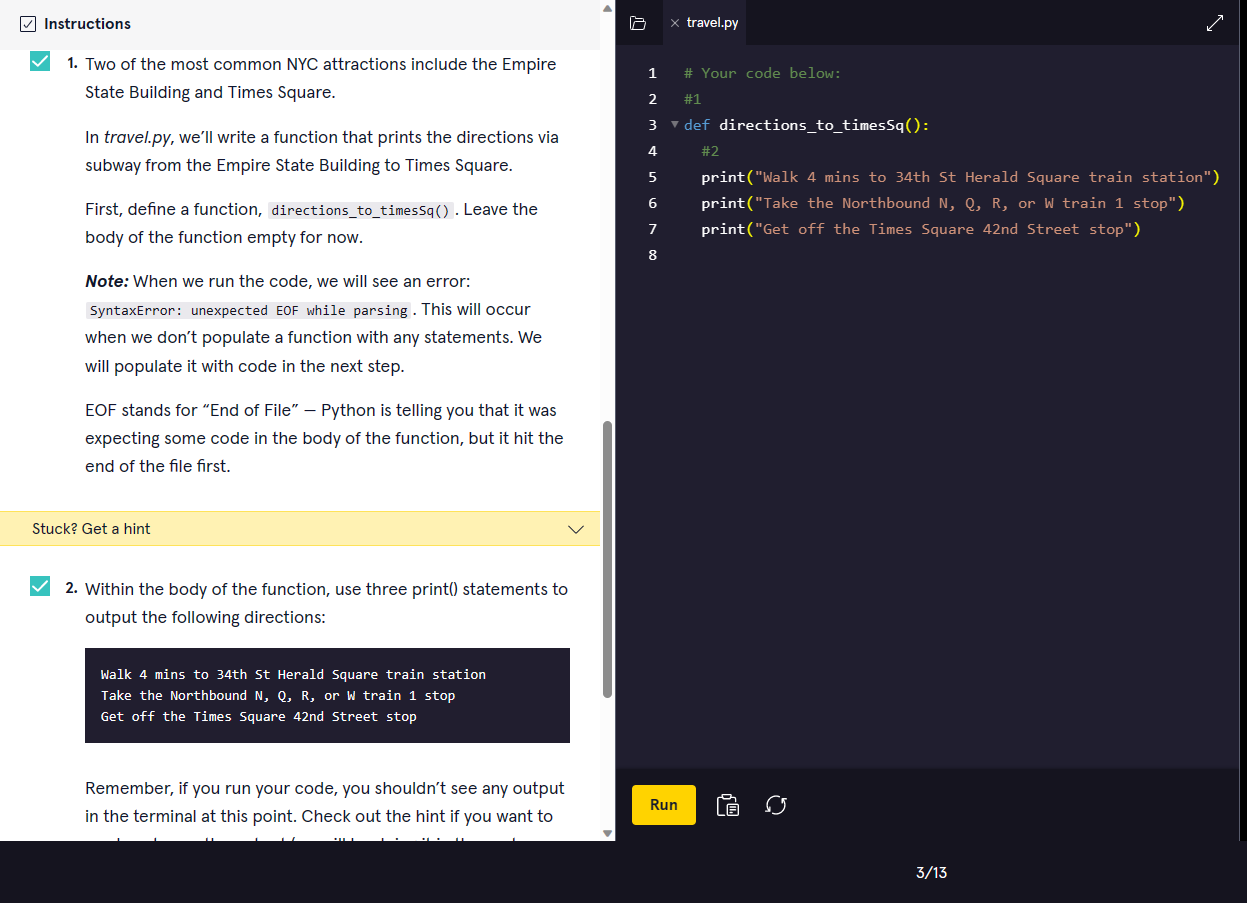 Instructions
1. Two of the most common NYC attractions include the Empire
State Building and Times Square.
In travel.py, we’ll write a function that prints the directions via
subway from the Empire State Building to Times Square.
First, define a function, directions_to_timesSq(). Leave the
body of the function empty for now.
Note: When we run the code, we will see an error:
SyntaxError: unexpected EOF while parsing. This will occur
when we don’t populate a function with any statements. We
will populate it with code in the next step.
EOF stands for “End of File” — Python is telling you that it was
expecting some code in the body of the function, but it hit the
end of the file first.
Stuck? Get a hint
2. Within the body of the function, use three print() statements to
output the following directions:
Walk 4 mins to 34th St Herald Square train station
Take the Northbound N, Q, R, or W train 1 stop
Get off the Times Square 42nd Street stop
Remember, if you run your code, you shouldn’t see any output
in the terminal at this point. Check out the hint if you want to
travel.py
1 # Your code below:
2 #1
3 def directions_to_timesSq():
4 #2
5 print("Walk 4 mins to 34th St Herald Square train station")
6 print("Take the Northbound N, Q, R, or W train 1 stop")
7 print("Get off the Times Square 42nd Street stop")
8
Run
3/13